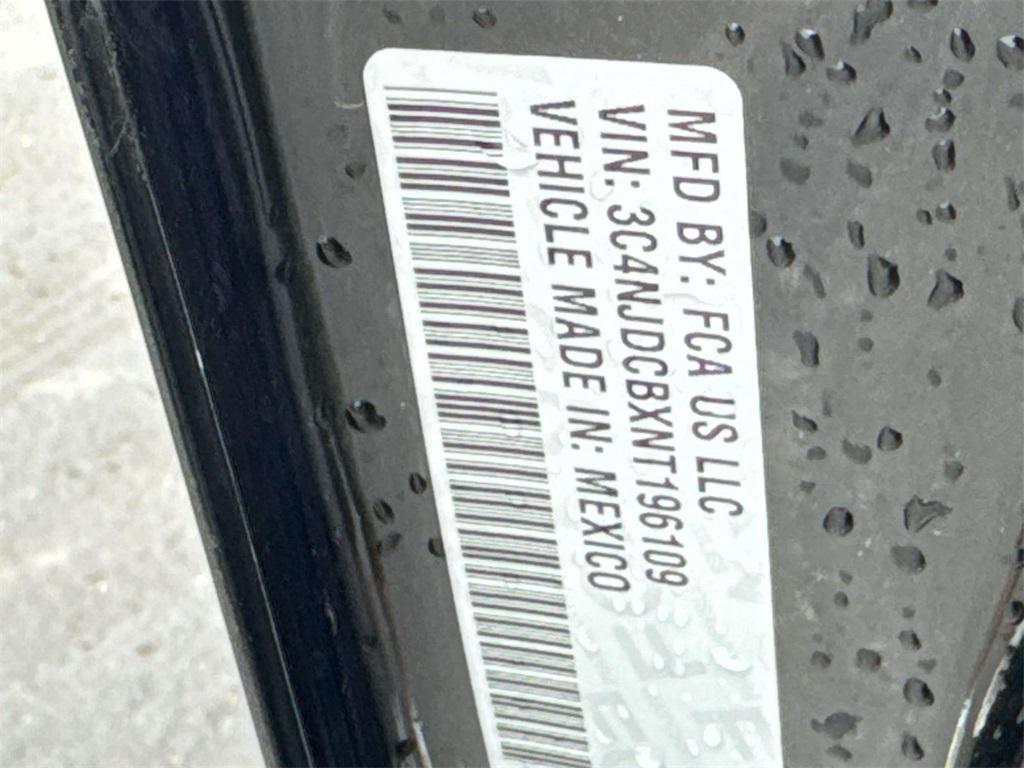 MFD BY: FCA US LLC
VIN: 3C4NJDCBXNT196109
VEHICLE MADE IN: MEXICO